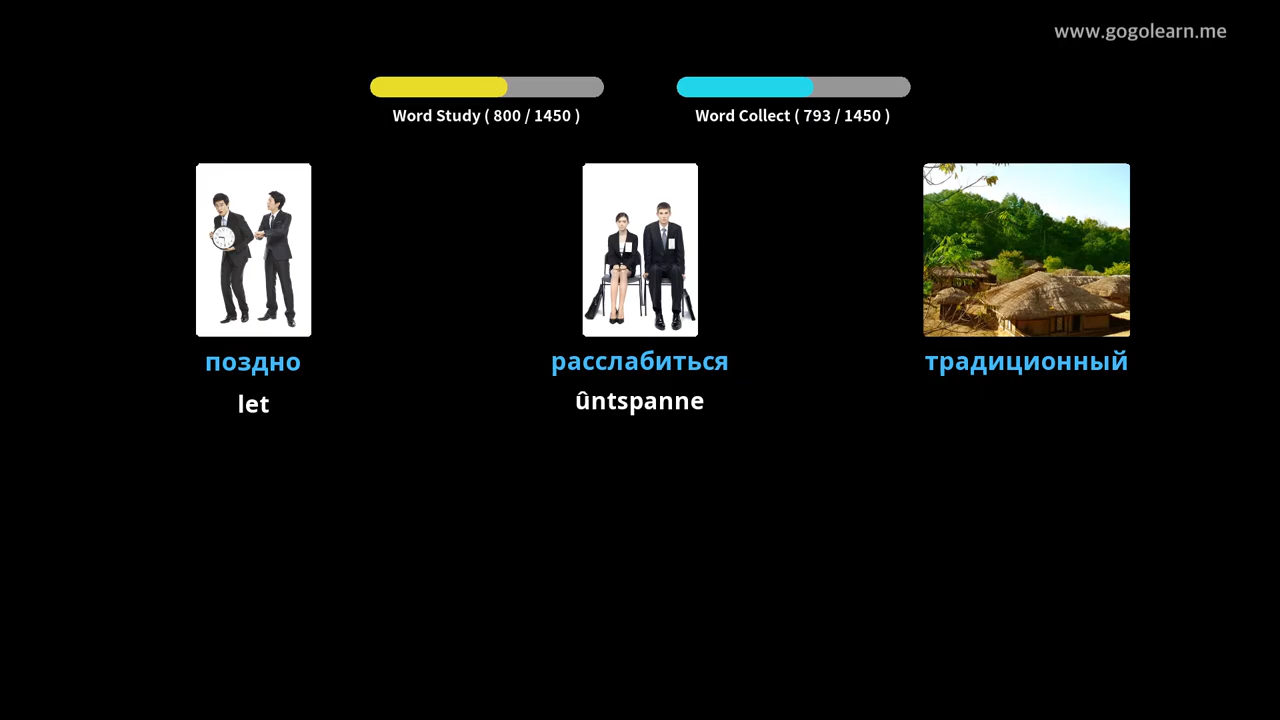 www.gogolearn.me
Word Study ( 800 / 1450 )
Word Collect ( 793 / 1450 )
поздно
расслабиться
традиционный
let
ûntspanne